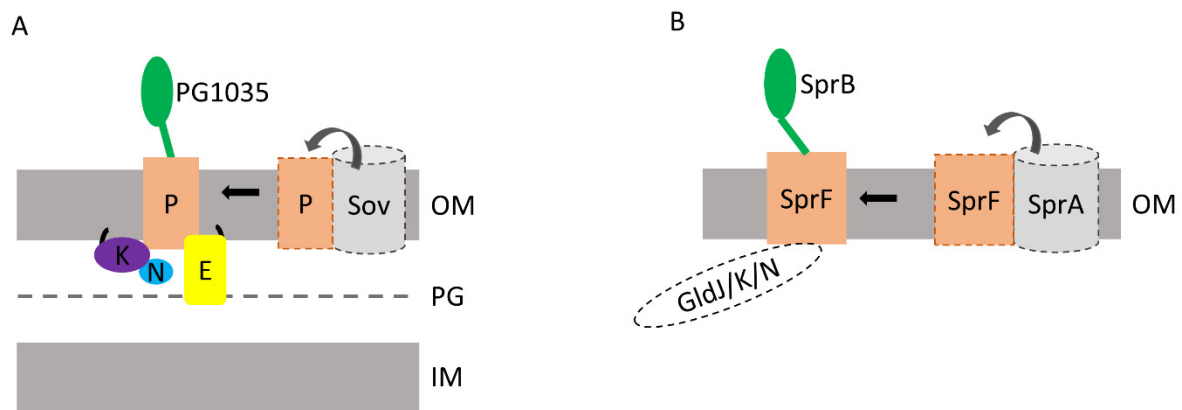 A
PG1035
P
P
Sov
OM
K
N
E
PG
IM
B
SprB
SprF
SprF
SprA
OM
GldJ/K/N